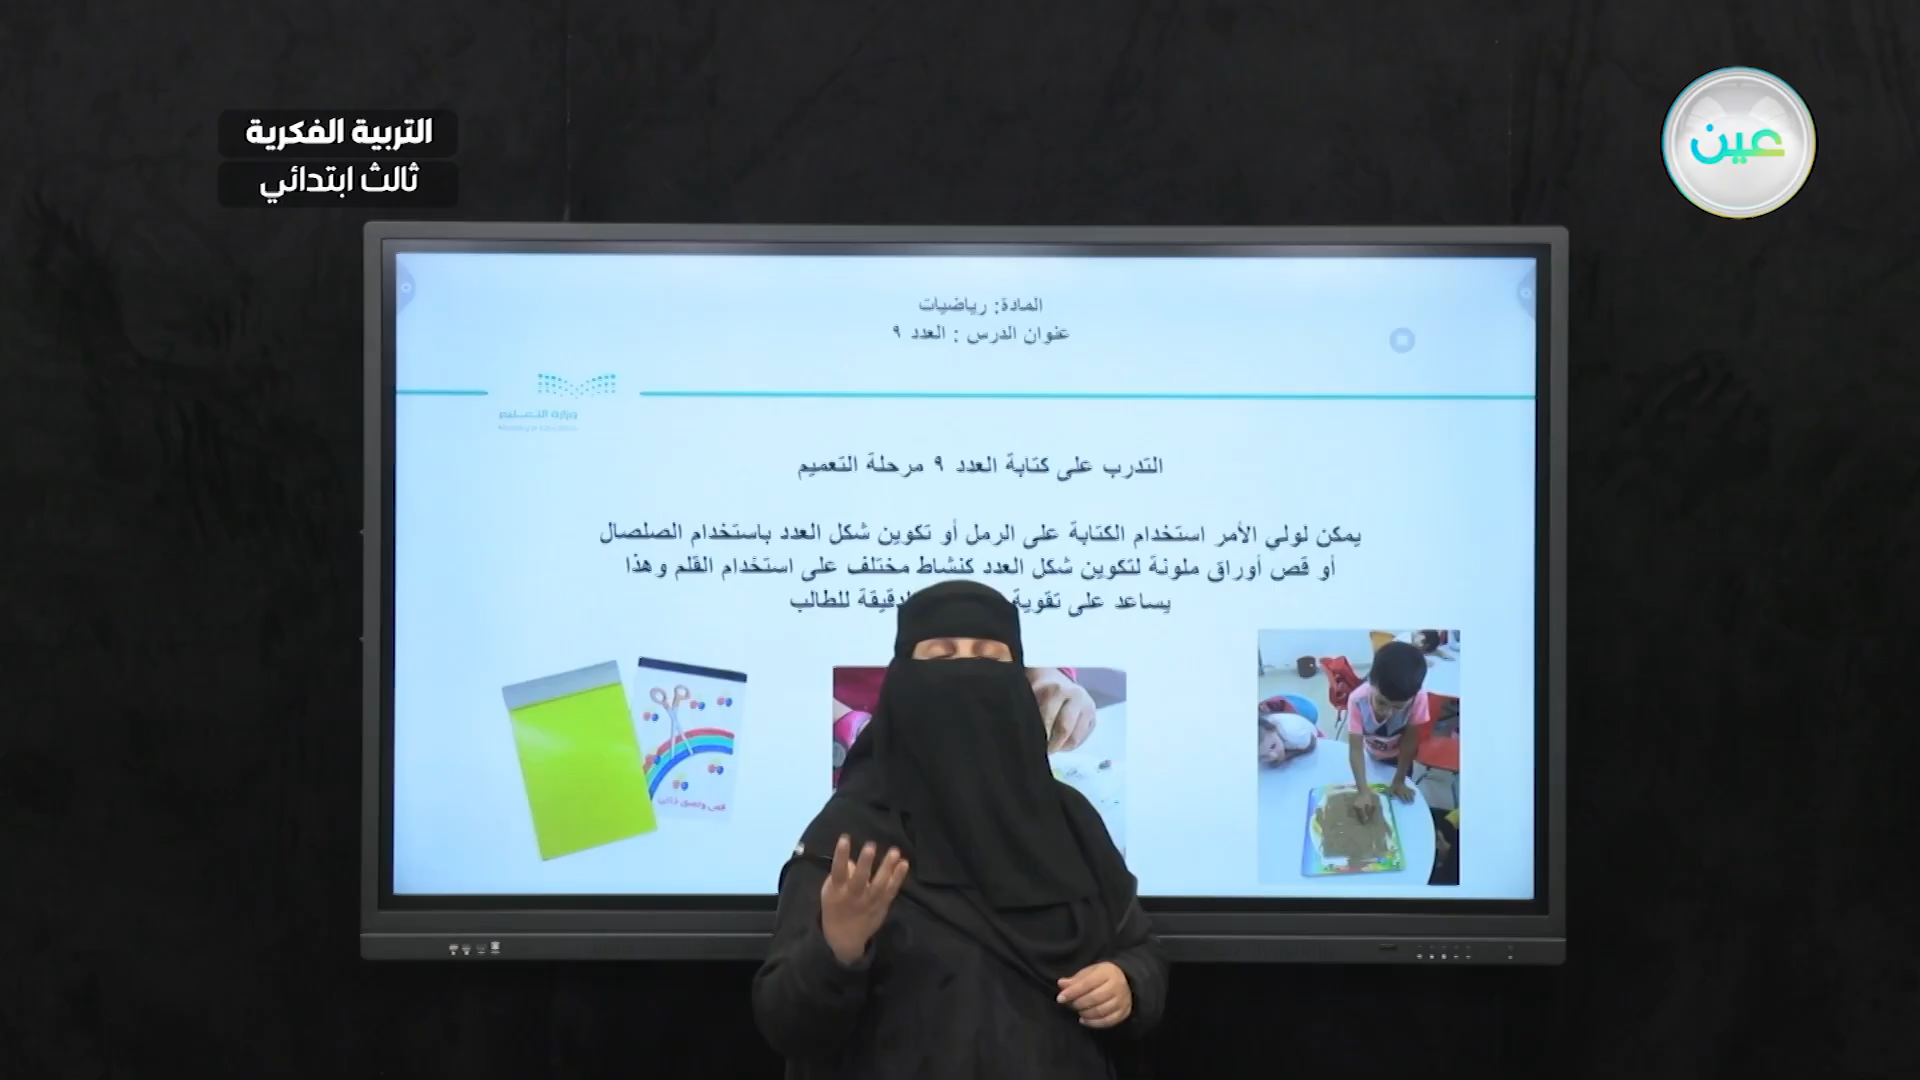 التربية الفكرية
ثالث ابتدائي
عين
المادة: رياضيات
عنوان الدرس : العدد ٩
وزارة التعليم
التدرب على كتابة العدد ٩ مرحلة التعميم
يمكن لولي الأمر استخدام الكتابة على الرمل أو تكوين شكل العدد باستخدام الصلصال
أو قص أوراق ملونة لتكوين شكل العدد كنشاط مختلف على استخدام القلم وهذا
يساعد على تقوية للطالب